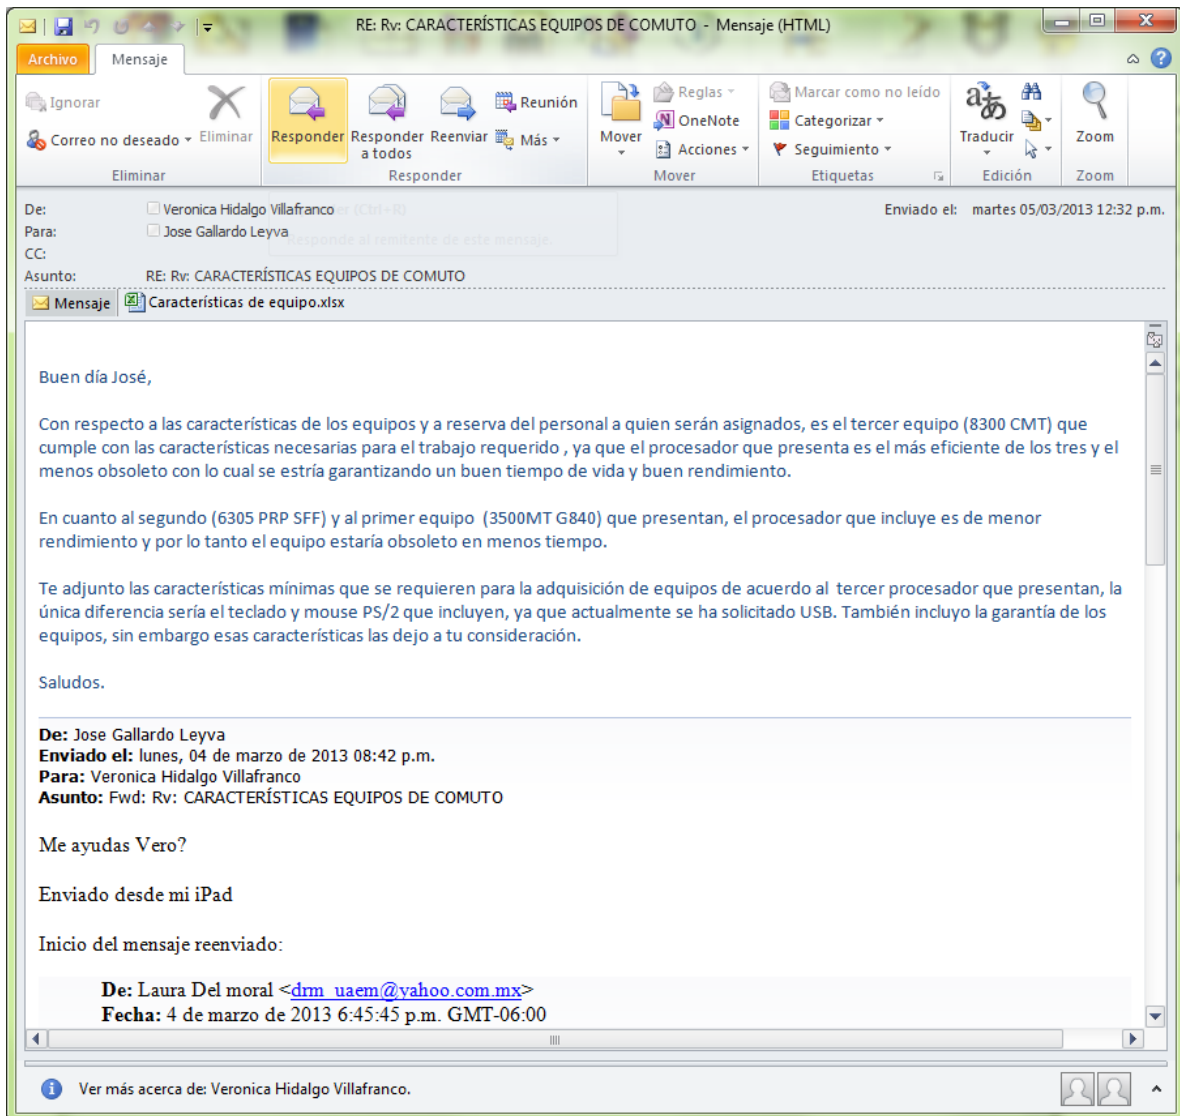 RE: Rv: CARACTERÍSTICAS EQUIPOS DE COMUTO - Mensaje (HTML)
Archivo Mensaje
Ignorar
Correo no deseado Eliminar
Responder Responder a todos Reenviar
Reunión
Más
Mover
Reglas
OneNote
Acciones
Marcar como no leído
Categorizar
Seguimiento
Traducir
Zoom
Eliminar Responder Mover Etiquetas Edición Zoom
De: Veronica Hidalgo Villafranco Enviado el: martes 05/03/2013 12:32 p.m.
(Ctrl+R)
Para: Jose Gallardo Leyva
Responde al remitente de este mensaje.
CC:
Asunto: RE: Rv: CARACTERÍSTICAS EQUIPOS DE COMUTO
Mensaje Características de equipo.xlsx
Buen día José,
Con respecto a las características de los equipos y a reserva del personal a quien serán asignados, es el tercer equipo (8300 CMT) que
cumple con las características necesarias para el trabajo requerido , ya que el procesador que presenta es el más eficiente de los tres y el
menos obsoleto con lo cual se estría garantizando un buen tiempo de vida y buen rendimiento.
En cuanto al segundo (6305 PRP SFF) y al primer equipo (3500MT G840) que presentan, el procesador que incluye es de menor
rendimiento y por lo tanto el equipo estaría obsoleto en menos tiempo.
Te adjunto las características mínimas que se requieren para la adquisición de equipos de acuerdo al tercer procesador que presentan, la
única diferencia sería el teclado y mouse PS/2 que incluyen, ya que actualmente se ha solicitado USB. También incluyo la garantía de los
equipos, sin embargo esas características las dejo a tu consideración.
Saludos.
De: Jose Gallardo Leyva
Enviado el: lunes, 04 de marzo de 2013 08:42 p.m.
Para: Veronica Hidalgo Villafranco
Asunto: Fwd: Rv: CARACTERÍSTICAS EQUIPOS DE COMUTO
Me ayudas Vero?
Enviado desde mi iPad
Inicio del mensaje reenviado:
De: Laura Del moral <drm_uaem@yahoo.com.mx>
Fecha: 4 de marzo de 2013 6:45:45 p.m. GMT-06:00
Ver más acerca de: Veronica Hidalgo Villafranco.